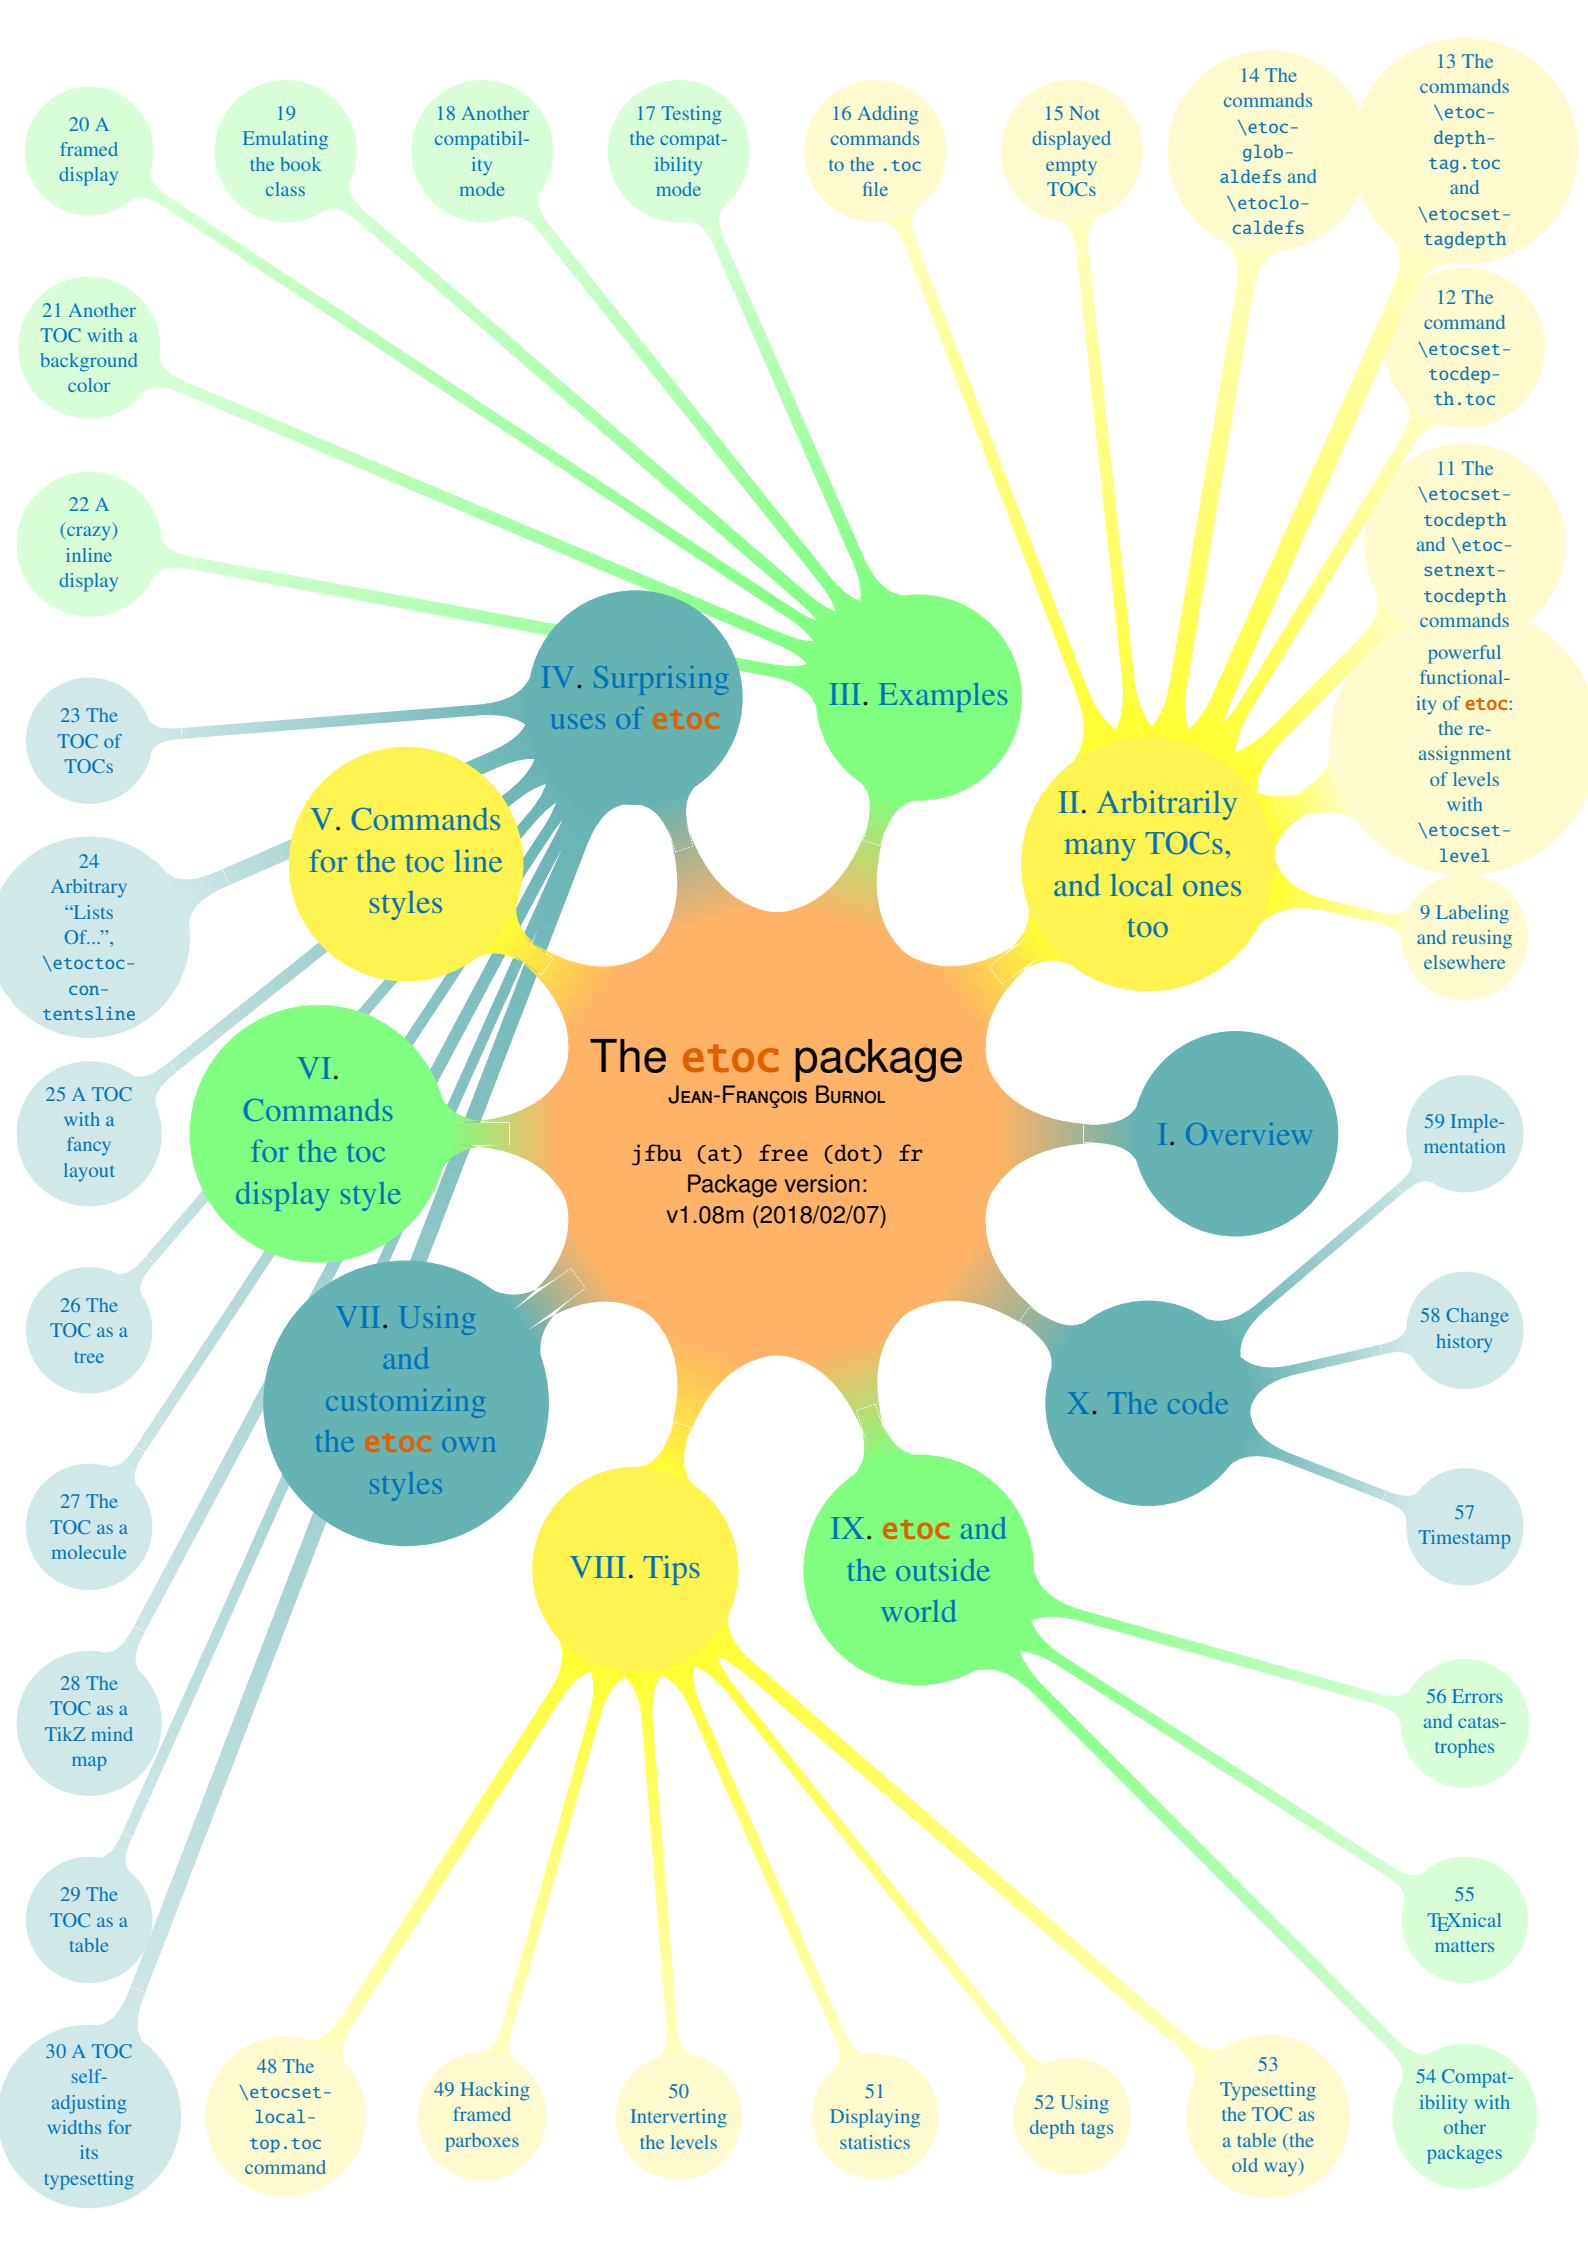 The etoc package
Jean-François Burnol
jfbu (at) free (dot) fr
Package version:
v1.08m (2018/02/07)
I. Overview
II. Arbitrarily
many TOCs,
and local ones
too
9 Labeling
and reusing
elsewhere
powerful
functional-
ity of etoc:
the re-
assignment
of levels
with
\etocset-
level
11 The
\etocset-
tocdepth
and \etoc-
setnext-
tocdepth
commands
12 The
command
\etocset-
tocdep-
th.toc
13 The
commands
\etoc-
depth-
tag.toc
and
\etocset-
tagdepth
14 The
commands
\etoc-
glob-
aldefs and
\etoclo-
caldefs
15 Not
displayed
empty
TOCs
16 Adding
commands
to the .toc
file
III. Examples
17 Testing
the compat-
ibility
mode
18 Another
compatibil-
ity
mode
19
Emulating
the book
class
20 A
framed
display
21 Another
TOC with a
background
color
22 A
(crazy)
inline
display
IV. Surprising
uses of etoc
23 The
TOC of
TOCs
24
Arbitrary
“Lists
Of...”,
\etoctoc-
con-
tentsline
25 A TOC
with a
fancy
layout
26 The
TOC as a
tree
27 The
TOC as a
molecule
28 The
TOC as a
TikZ mind
map
29 The
TOC as a
table
30 A TOC
self-
adjusting
widths for
its
typesetting
V. Commands
for the toc line
styles
VI.
Commands
for the toc
display style
VII. Using
and
customizing
the etoc own
styles
VIII. Tips
48 The
\etocset-
local-
top.toc
command
49 Hacking
framed
parboxes
50
Interverting
the levels
51
Displaying
statistics
52 Using
depth tags
53
Typesetting
the TOC as
a table (the
old way)
IX. etoc and
the outside
world
54 Compat-
ibility with
other
packages
55
TEXnical
matters
56 Errors
and catas-
trophes
X. The code
57
Timestamp
58 Change
history
59 Imple-
mentation